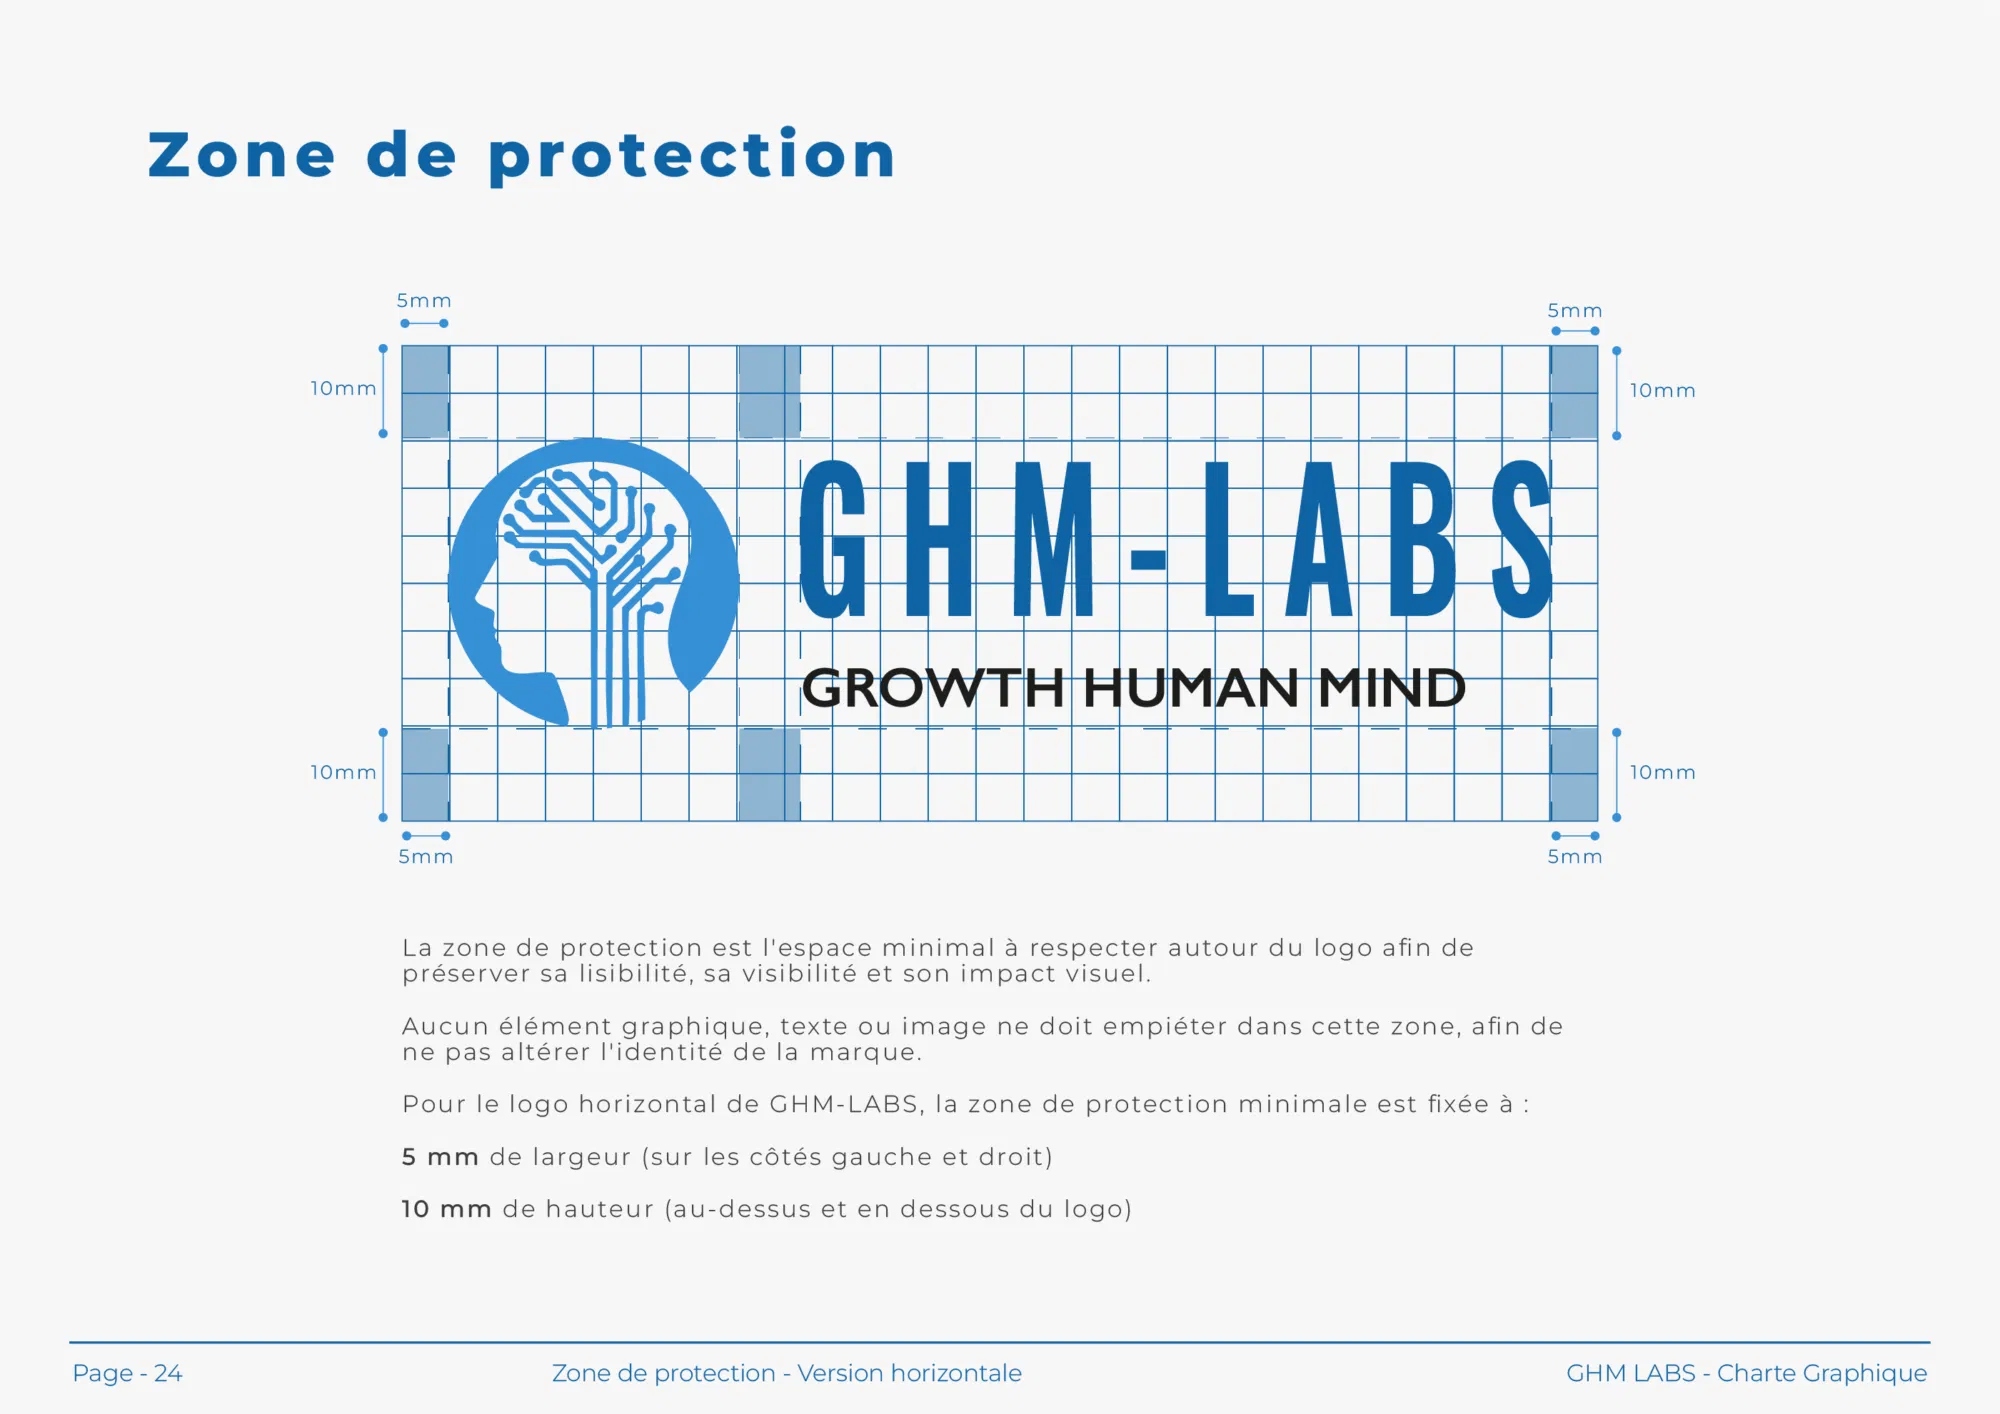 Zone de protection
5mm
5mm
10mm
10mm
GHM-LABS
GROWTH HUMAN MIND
10mm
10mm
5mm
5mm
La zone de protection est l'espace minimal à respecter autour du logo afin de
préserver sa lisibilité, sa visibilité et son impact visuel.
Aucun élément graphique, texte ou image ne doit empiéter dans cette zone, afin de
ne pas altérer l'identité de la marque.
Pour le logo horizontal de GHM-LABS, la zone de protection minimale est fixée à :
5 mm de largeur (sur les côtés gauche et droit)
10 mm de hauteur (au-dessus et en dessous du logo)
Page - 24
Zone de protection - Version horizontale
GHM LABS - Charte Graphique